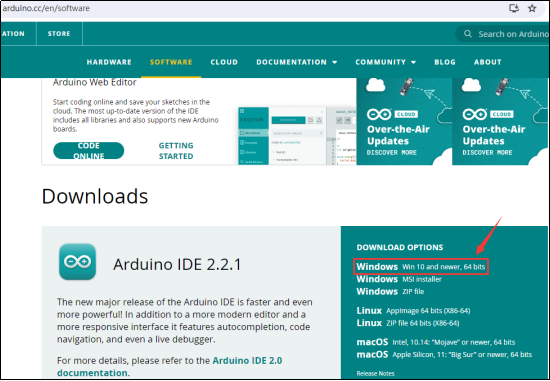 arduino.cc/en/software
ATION STORE Search on Arduino
HARDWARE SOFTWARE CLOUD DOCUMENTATION COMMUNITY BLOG ABOUT
Arduino Web Editor
Start coding online and save your sketches in the
cloud. The most up-to-date version of the IDE
includes all libraries and also supports new Arduino
boards.
CODE ONLINE
GETTING STARTED
CLOUD
Over-the-Air
Updates
DISCOVER MORE
CLOUD
Over-the-Air
Updates
DISCOVER MORE
Downloads
Arduino IDE 2.2.1
The new major release of the Arduino IDE is faster and even
more powerful! In addition to a more modern editor and a
more responsive interface it features autocompletion, code
navigation, and even a live debugger.
For more details, please refer to the Arduino IDE 2.0
documentation.
DOWNLOAD OPTIONS
Windows Win 10 and newer, 64 bits
Windows MSI installer
Windows ZIP file
Linux AppImage 64 bits (X86-64)
Linux ZIP file 64 bits (X86-64)
macOS Intel, 10.14: "Mojave" or newer, 64 bits
macOS Apple Silicon, 11: "Big Sur" or newer, 64 bits
Release Notes